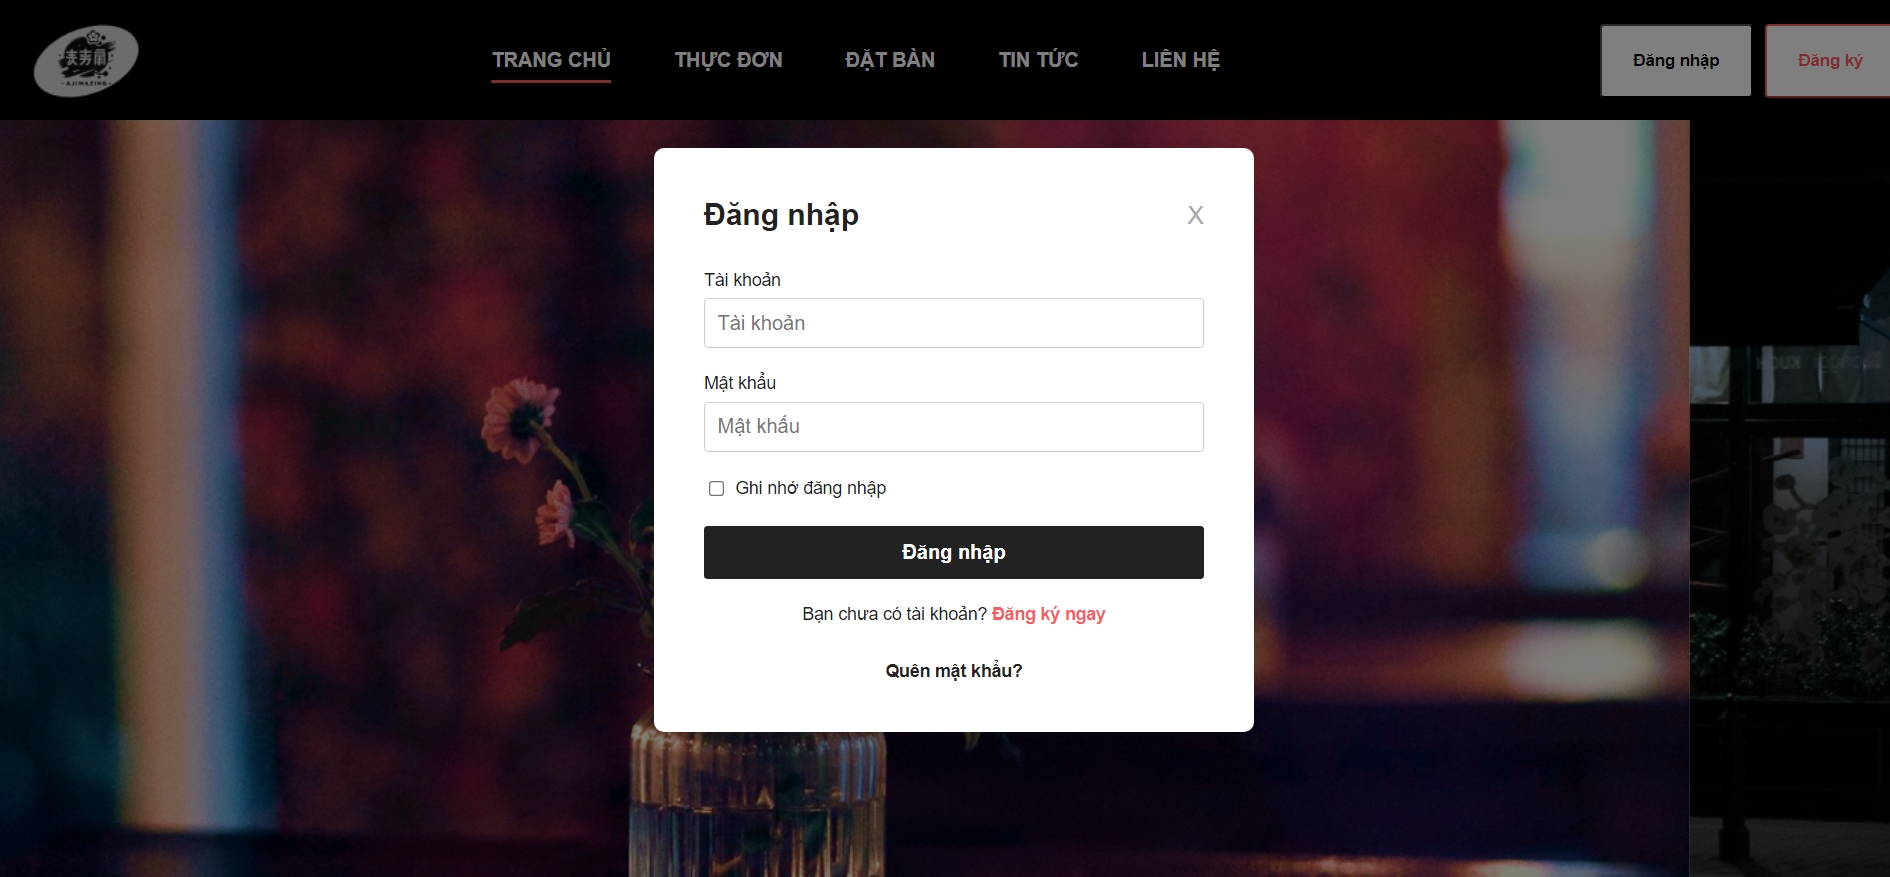 AJIMAZING
TRANG CHỦ
THỰC ĐƠN
ĐẶT BÀN
TIN TỨC
LIÊN HỆ
Đăng nhập
Đăng ký
Đăng nhập
X
Tài khoản
Tài khoản
Mật khẩu
Mật khẩu
Ghi nhớ đăng nhập
Đăng nhập
Bạn chưa có tài khoản? Đăng ký ngay
Quên mật khẩu?